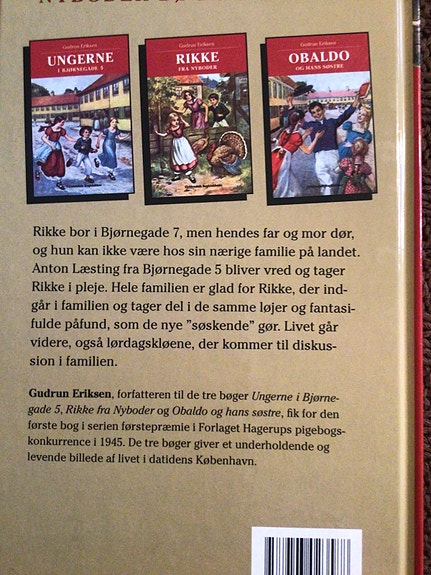 Gudrun Eriksen
UNGERNE
I BJØRNEGADE 5
Gudrun Eriksen
RIKKE
FRA NYBODER
Gudrun Eriksen
OBALDO
OG HANS SØSTRE
Rikke bor i Bjørnegade 7, men hendes far og mor dør,
og hun kan ikke være hos sin nærige familie på landet.
Anton Læsting fra Bjørnegade 5 bliver vred og tager
Rikke i pleje. Hele familien er glad for Rikke, der ind-
går i familien og tager del i de samme løjer og fantasi-
fulde påfund, som de nye "søskende" gør. Livet går
videre, også lørdagskløene, der kommer til diskus-
sion i familien.
Gudrun Eriksen, forfatteren til de tre bøger Ungerne i Bjørne-
gade 5, Rikke fra Nyboder og Obaldo og hans søstre, fik for den
første bog i serien førstepræmie i Forlaget Hagerups pigebogs-
konkurrence i 1945. De tre bøger giver et underholdende og
levende billede af livet i datidens København.